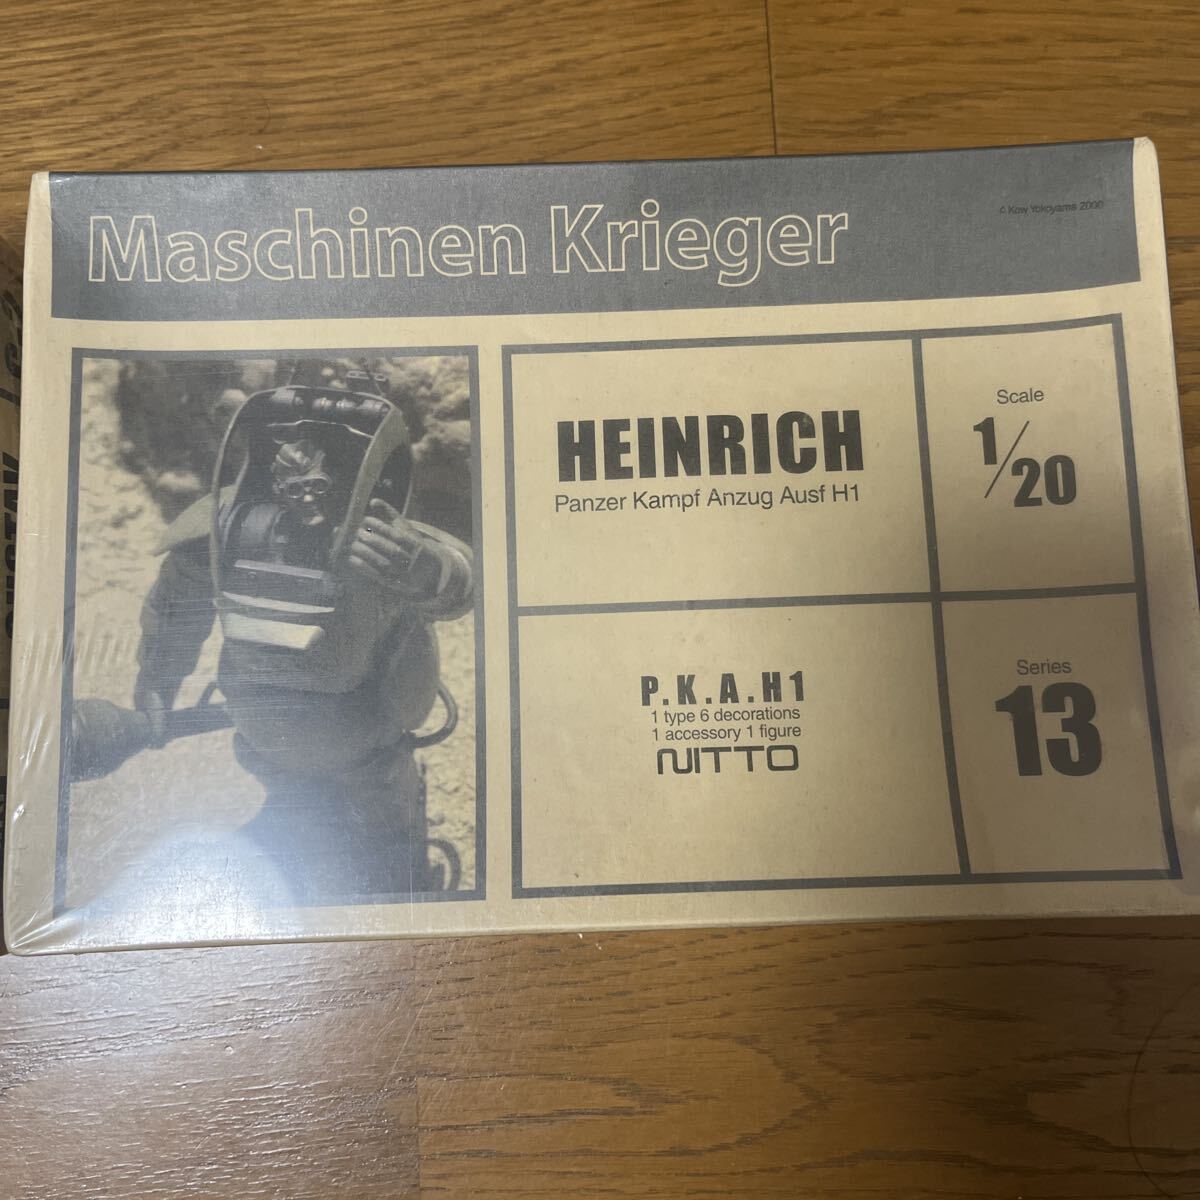 Maschinen Krieger
© Kow Yokoyama 2000
HEINRICH
Panzer Kampf Anzug Ausf H1
Scale
1/20
P.K.A.H1
1 type 6 decorations
1 accessory 1 figure
NITTO
Series
13
GUSTAV